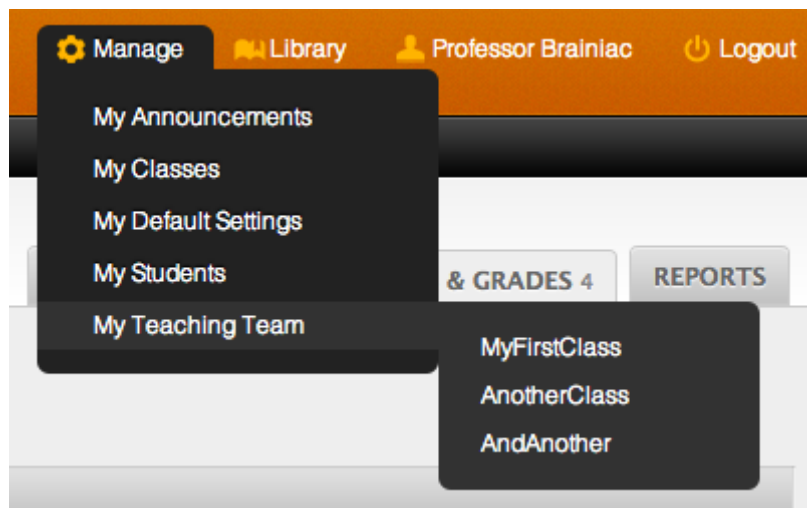 Manage Library Professor Brainiac Logout
My Announcements
My Classes
My Default Settings
My Students
& GRADES 4 REPORTS
My Teaching Team
MyFirstClass
AnotherClass
AndAnother